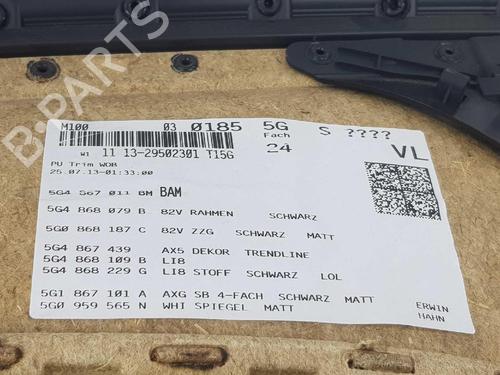 M100 03 0185 5G S ????
Fach
W1 11 13-29502301 T15G 24 VL
PU Trim WOB
25.07.13-01:33:00
5G4 867 011 BM BAM
5G4 868 079 B 82V RAHMEN SCHWARZ
5G0 868 187 C 82V ZZG SCHWARZ MATT
5G4 867 439 AX5 DEKOR TRENDLINE
5G4 868 109 B LI8
5G4 868 229 G LI8 STOFF SCHWARZ LOL
5G1 867 101 A AXG SB 4-FACH SCHWARZ MATT
5G0 959 565 N WHI SPIEGEL MATT
ERWIN
HAHN
B-PARTS